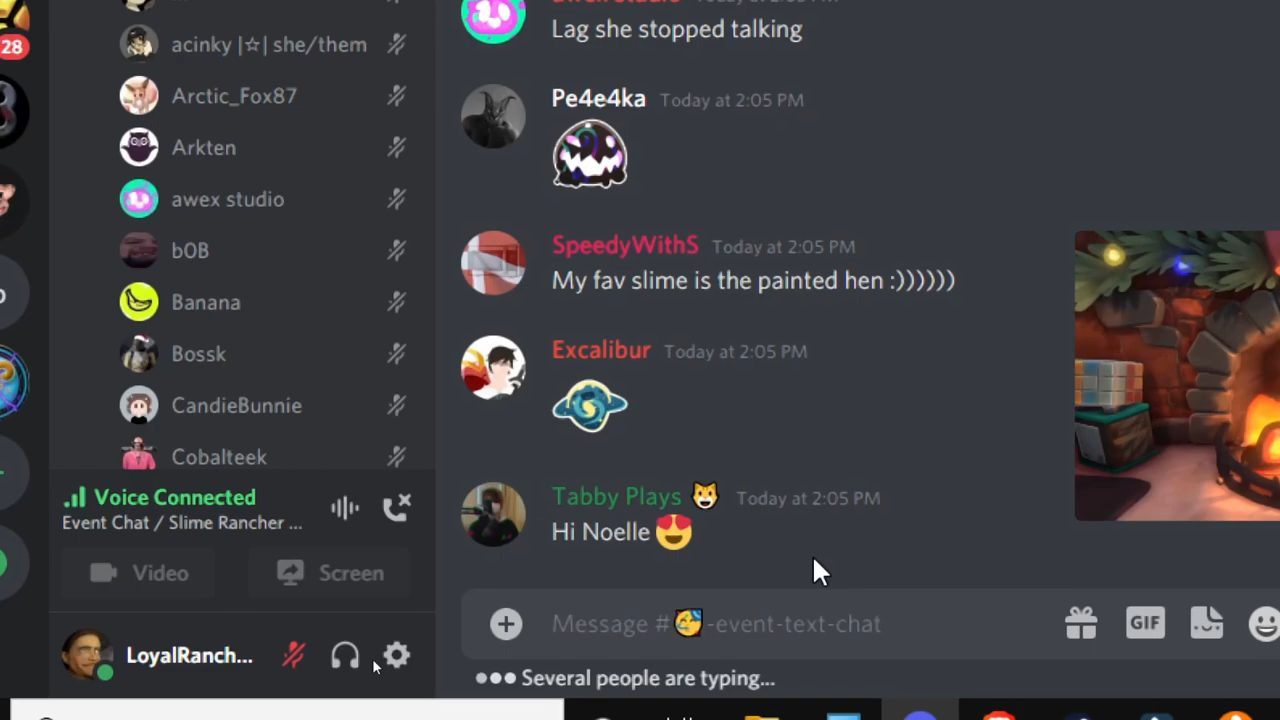 28
acinky |☆| she/them
Arctic_Fox87
Arkten
awex studio
b0B
Banana
Bossk
CandieBunnie
Cobalteek
Voice Connected
Event Chat / Slime Rancher ...
Video
Screen
LoyalRanch...
Lag she stopped talking
Pe4e4ka Today at 2:05 PM
SpeedyWithS Today at 2:05 PM
My fav slime is the painted hen :))))))
Excalibur Today at 2:05 PM
Tabby Plays 😺 Today at 2:05 PM
Hi Noelle 😍
Message #🥳-event-text-chat
GIF
Several people are typing...